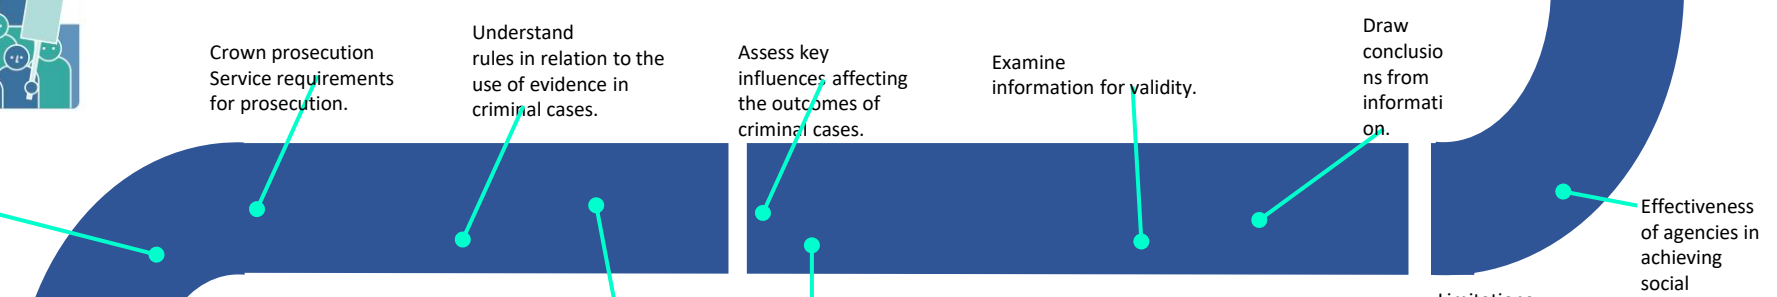 Crown prosecution
Service requirements
for prosecution.
Understand
rules in relation to the
use of evidence in
criminal cases.
Assess key
influences affecting
the outcomes of
criminal cases.
Examine
information for validity.
Draw
conclusio
ns from
informati
on.
Effectiveness
of agencies in
achieving
social